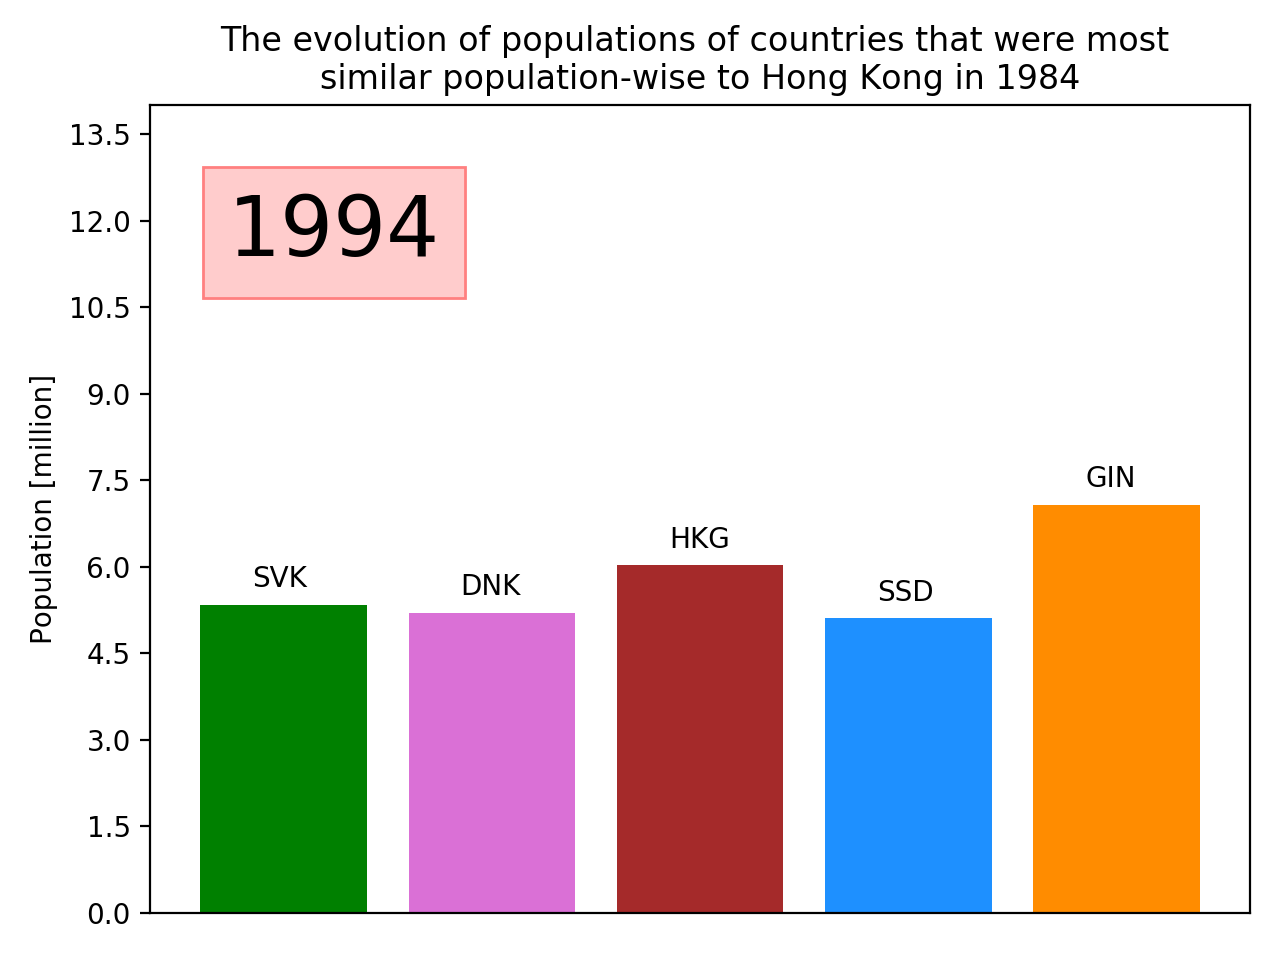 The evolution of populations of countries that were most
similar population-wise to Hong Kong in 1984
13.5
12.0
10.5
9.0
7.5
6.0
4.5
3.0
1.5
0.0
Population [million]
1994
SVK
DNK
HKG
SSD
GIN